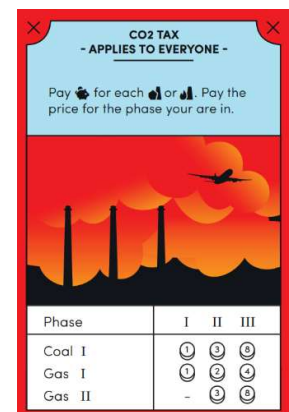 CO2 TAX
- APPLIES TO EVERYONE -
Pay for each or . Pay the
price for the phase your are in.
Phase I II III
Coal I 1 3 8
Gas I 1 2 4
Gas II - 3 8